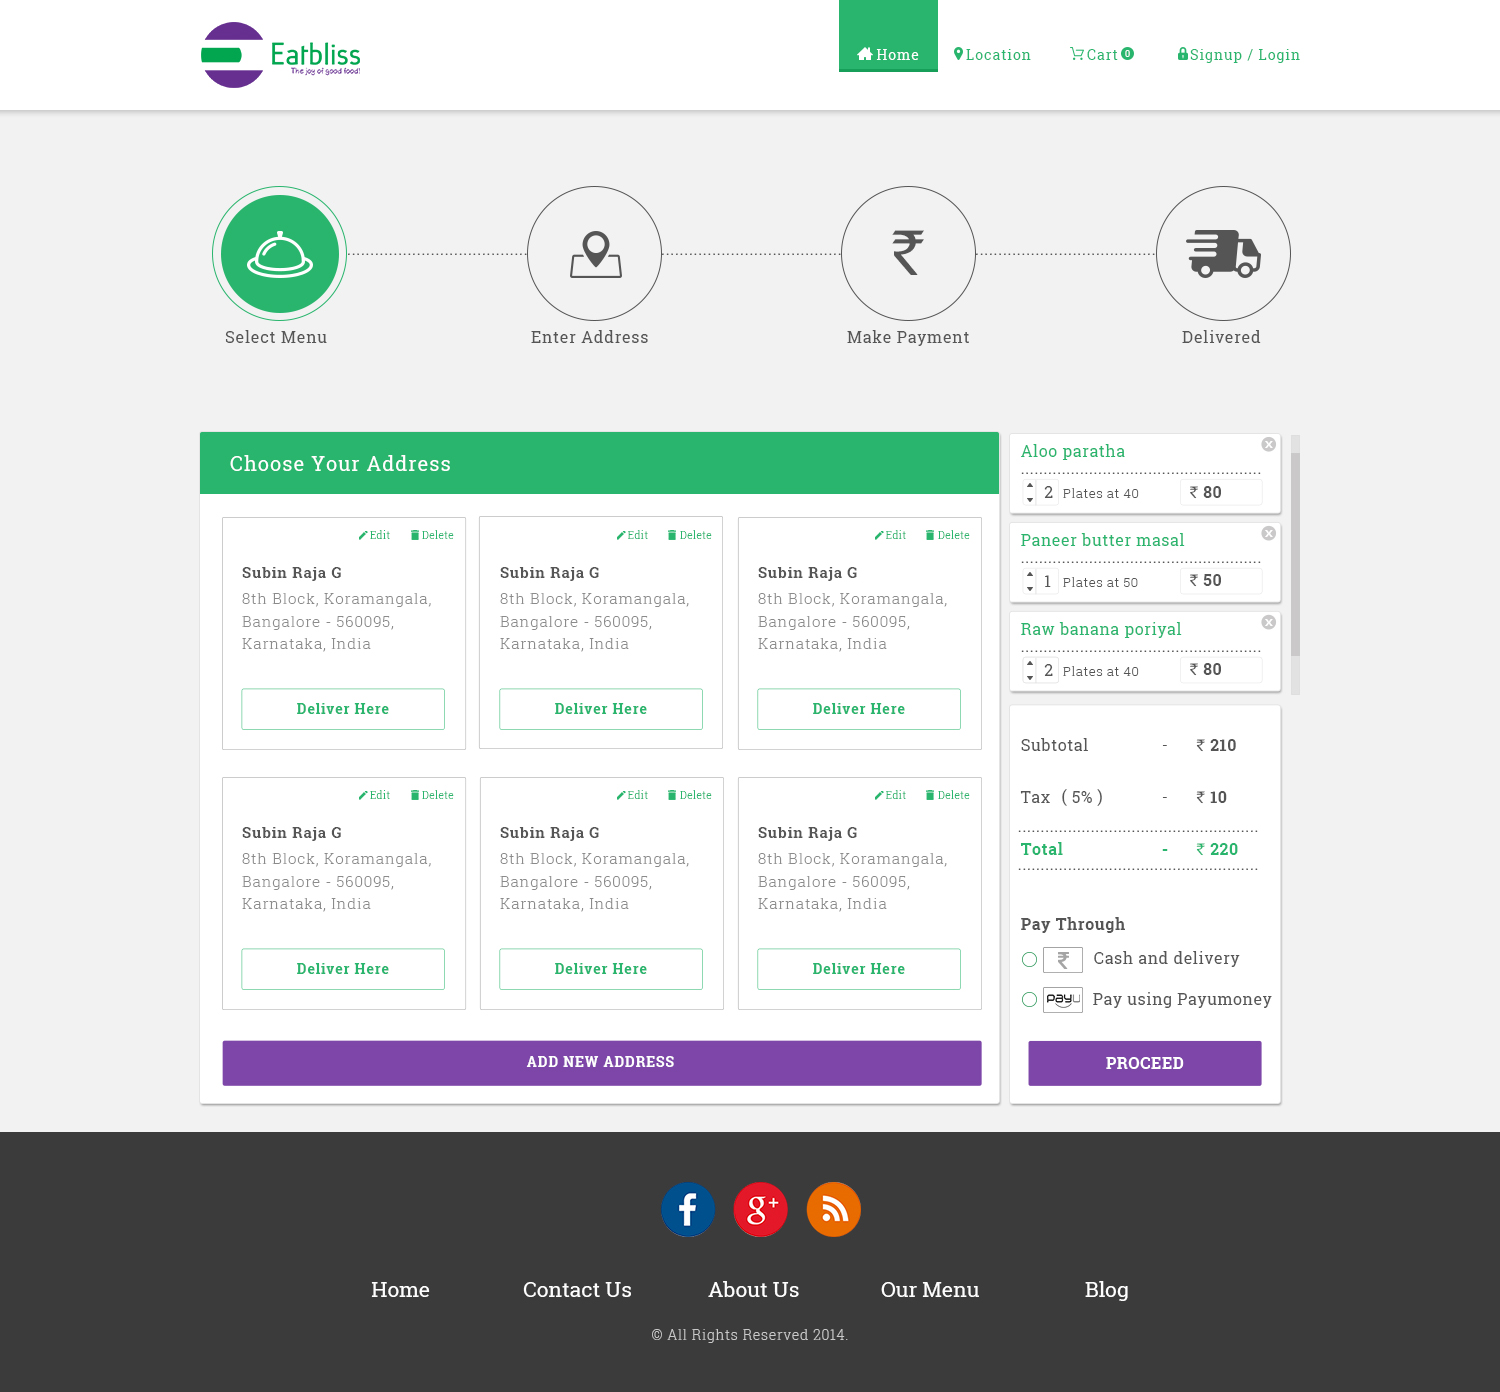 Eatbliss
The joy of good food!
Home
Location
Cart 0
Signup / Login
Select Menu
Enter Address
₹
Make Payment
Delivered
Choose Your Address
Edit Delete
Subin Raja G
8th Block, Koramangala,
Bangalore - 560095,
Karnataka, India
Deliver Here
Edit Delete
Subin Raja G
8th Block, Koramangala,
Bangalore - 560095,
Karnataka, India
Deliver Here
Edit Delete
Subin Raja G
8th Block, Koramangala,
Bangalore - 560095,
Karnataka, India
Deliver Here
Edit Delete
Subin Raja G
8th Block, Koramangala,
Bangalore - 560095,
Karnataka, India
Deliver Here
Edit Delete
Subin Raja G
8th Block, Koramangala,
Bangalore - 560095,
Karnataka, India
Deliver Here
Edit Delete
Subin Raja G
8th Block, Koramangala,
Bangalore - 560095,
Karnataka, India
Deliver Here
ADD NEW ADDRESS
Aloo paratha
2 Plates at 40 ₹ 80
Paneer butter masal
1 Plates at 50 ₹ 50
Raw banana poriyal
2 Plates at 40 ₹ 80
Subtotal - ₹ 210
Tax ( 5% ) - ₹ 10
Total - ₹ 220
Pay Through
₹ Cash and delivery
PayU Pay using Payumoney
PROCEED
f g+
Home Contact Us About Us Our Menu Blog
© All Rights Reserved 2014.